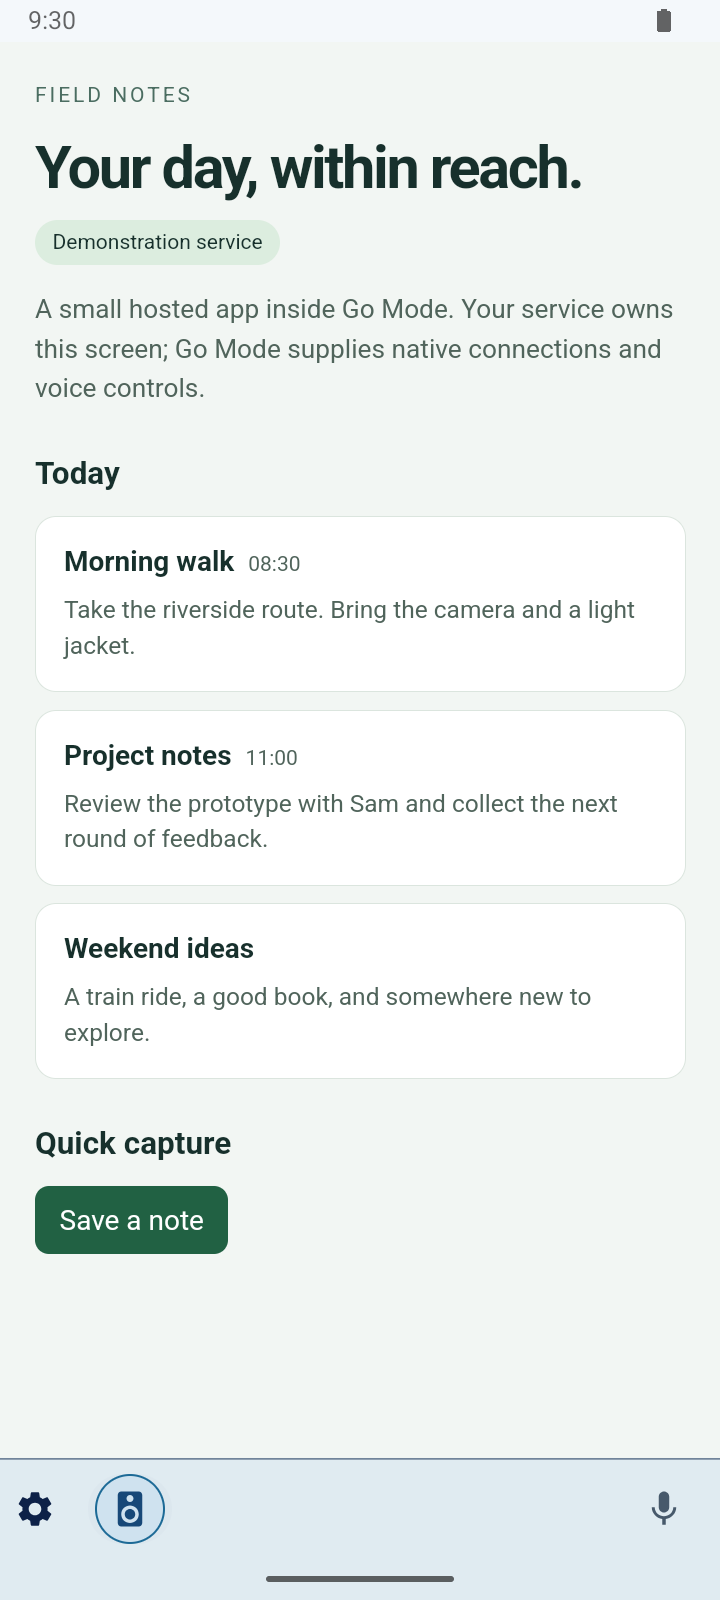 9:30
FIELD NOTES
Your day, within reach.
Demonstration service
A small hosted app inside Go Mode. Your service owns
this screen; Go Mode supplies native connections and
voice controls.
Today
Morning walk 08:30
Take the riverside route. Bring the camera and a light
jacket.
Project notes 11:00
Review the prototype with Sam and collect the next
round of feedback.
Weekend ideas
A train ride, a good book, and somewhere new to
explore.
Quick capture
Save a note